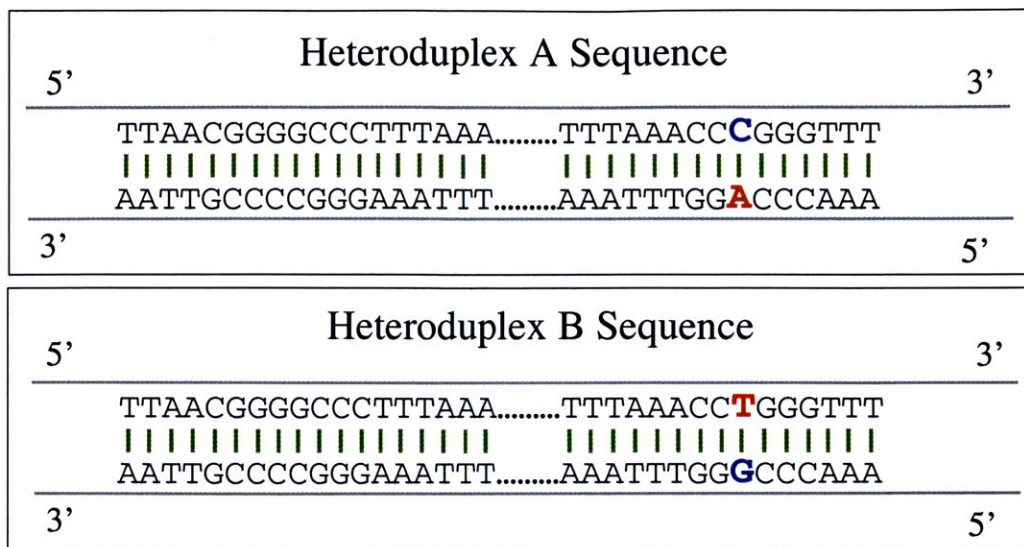 Heteroduplex A Sequence
5’ 3’
TTAACGGGGCCCTTTAAA.........TTTAAACCCGGGTTT
AATTGCCCCGGGAAATTT.........AAATTTGGACCCAAA
3’ 5’
Heteroduplex B Sequence
5’ 3’
TTAACGGGGCCCTTTAAA.........TTTAAACCTGGGTTT
AATTGCCCCGGGAAATTT.........AAATTTGGGCCCAAA
3’ 5’